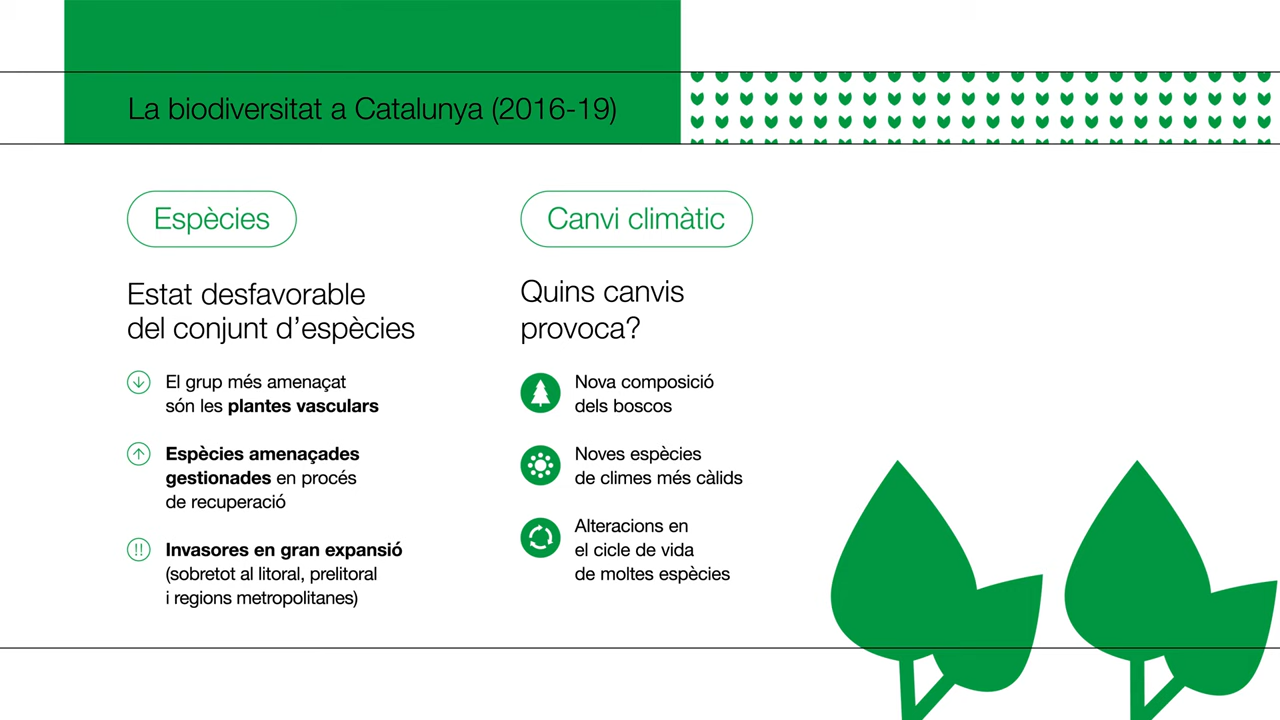 La biodiversitat a Catalunya (2016-19)
Espècies
Estat desfavorable
del conjunt d’espècies
El grup més amenaçat
són les plantes vasculars
Espècies amenaçades
gestionades en procés
de recuperació
!!
Invasores en gran expansió
(sobretot al litoral, prelitoral
i regions metropolitanes)
Canvi climàtic
Quins canvis
provoca?
Nova composició
dels boscos
Noves espècies
de climes més càlids
Alteracions en
el cicle de vida
de moltes espècies